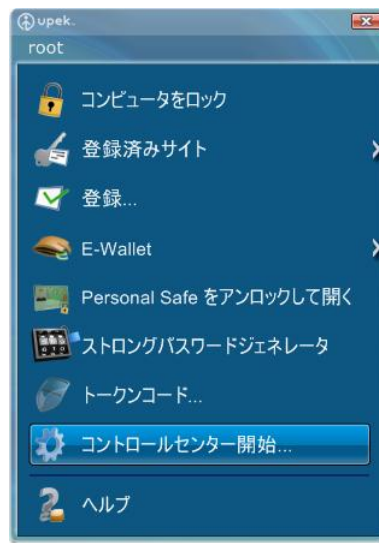 upek.
root
コンピュータをロック
登録済みサイト
登録...
E-Wallet
Personal Safe をアンロックして開く
ストロングパスワードジェネレータ
トークンコード...
コントロールセンター開始...
ヘルプ